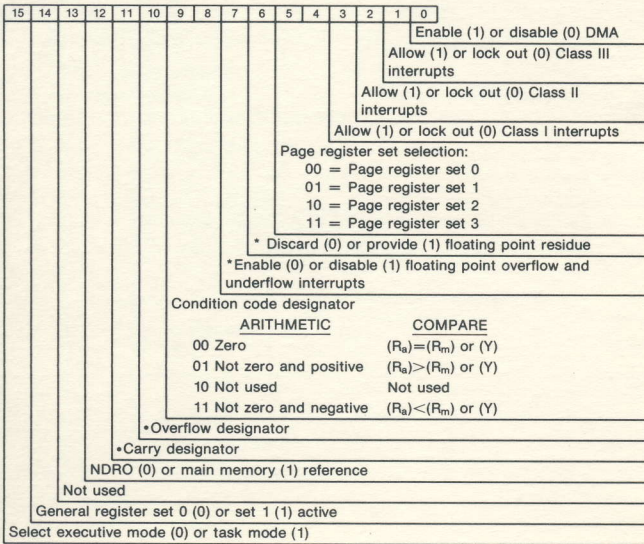 15 14 13 12 11 10 9 8 7 6 5 4 3 2 1 0
Enable (1) or disable (0) DMA
Allow (1) or lock out (0) Class III
interrupts
Allow (1) or lock out (0) Class II
interrupts
Allow (1) or lock out (0) Class I interrupts
Page register set selection:
00 = Page register set 0
01 = Page register set 1
10 = Page register set 2
11 = Page register set 3
* Discard (0) or provide (1) floating point residue
*Enable (0) or disable (1) floating point overflow and
underflow interrupts
Condition code designator
ARITHMETIC COMPARE
00 Zero (Ra)=(Rm) or (Y)
01 Not zero and positive (Ra)>(Rm) or (Y)
10 Not used Not used
11 Not zero and negative (Ra)<(Rm) or (Y)
•Overflow designator
•Carry designator
NDRO (0) or main memory (1) reference
Not used
General register set 0 (0) or set 1 (1) active
Select executive mode (0) or task mode (1)